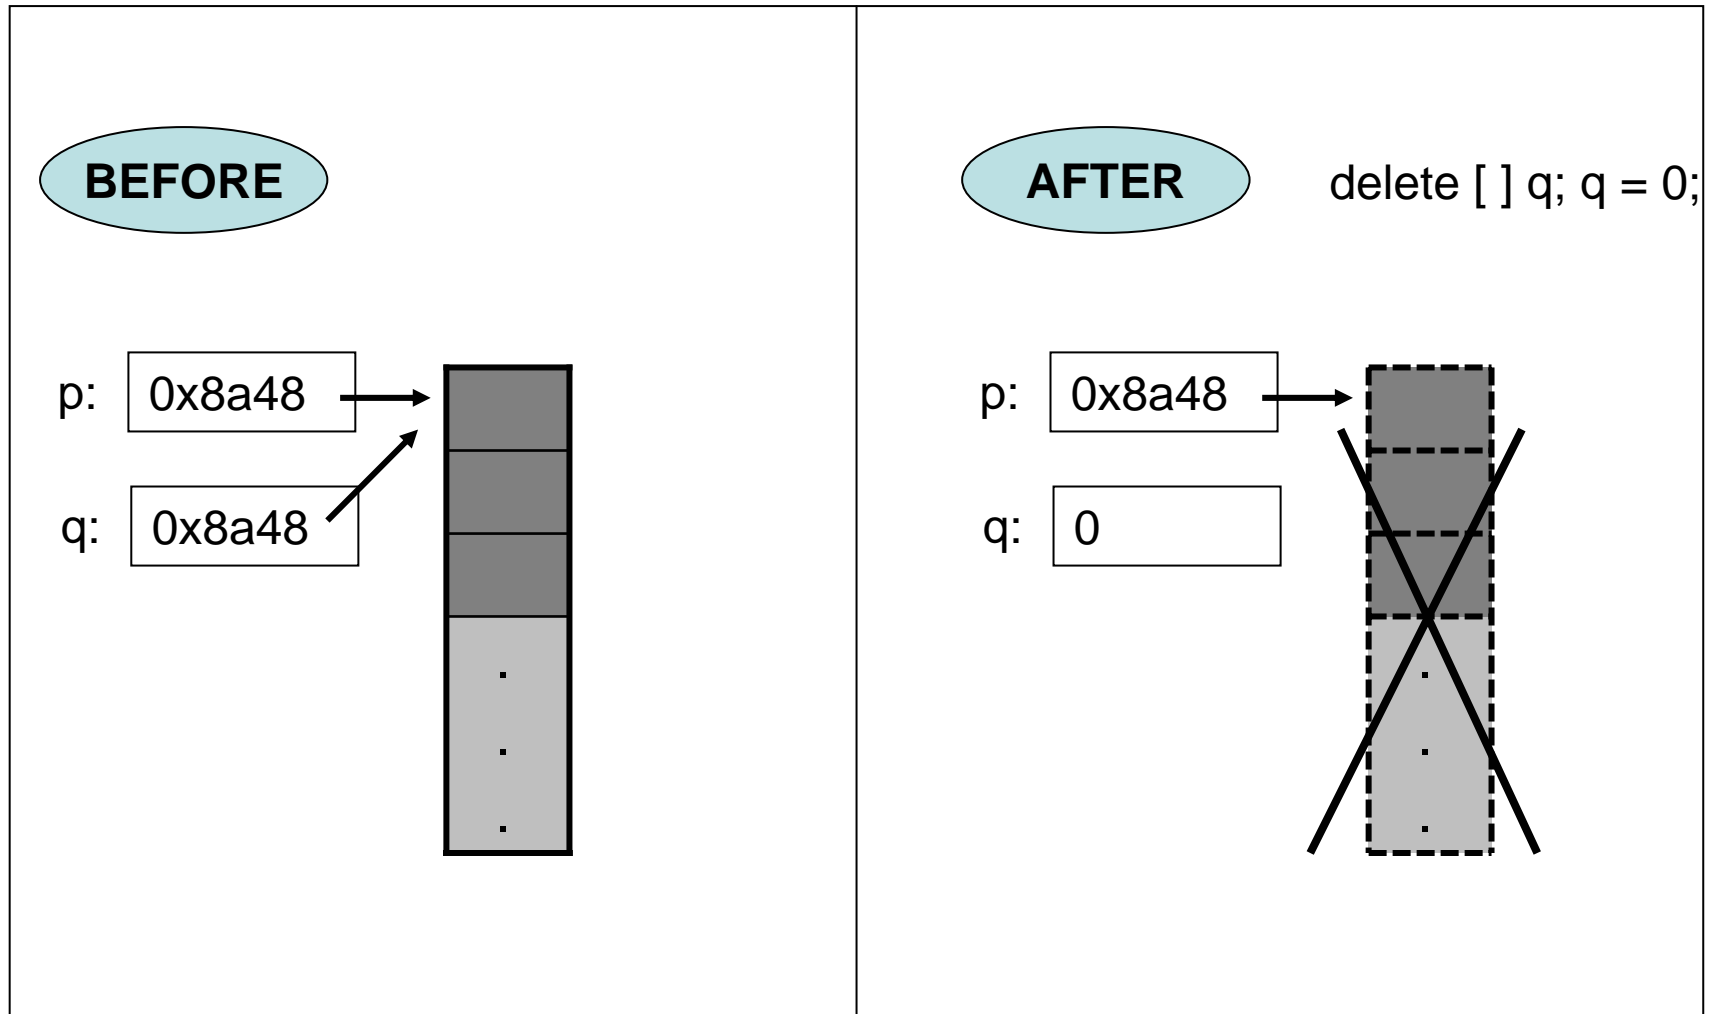 BEFORE
p: 0x8a48
q: 0x8a48
.
.
.
AFTER delete [ ] q; q = 0;
p: 0x8a48
q: 0
.
.
.